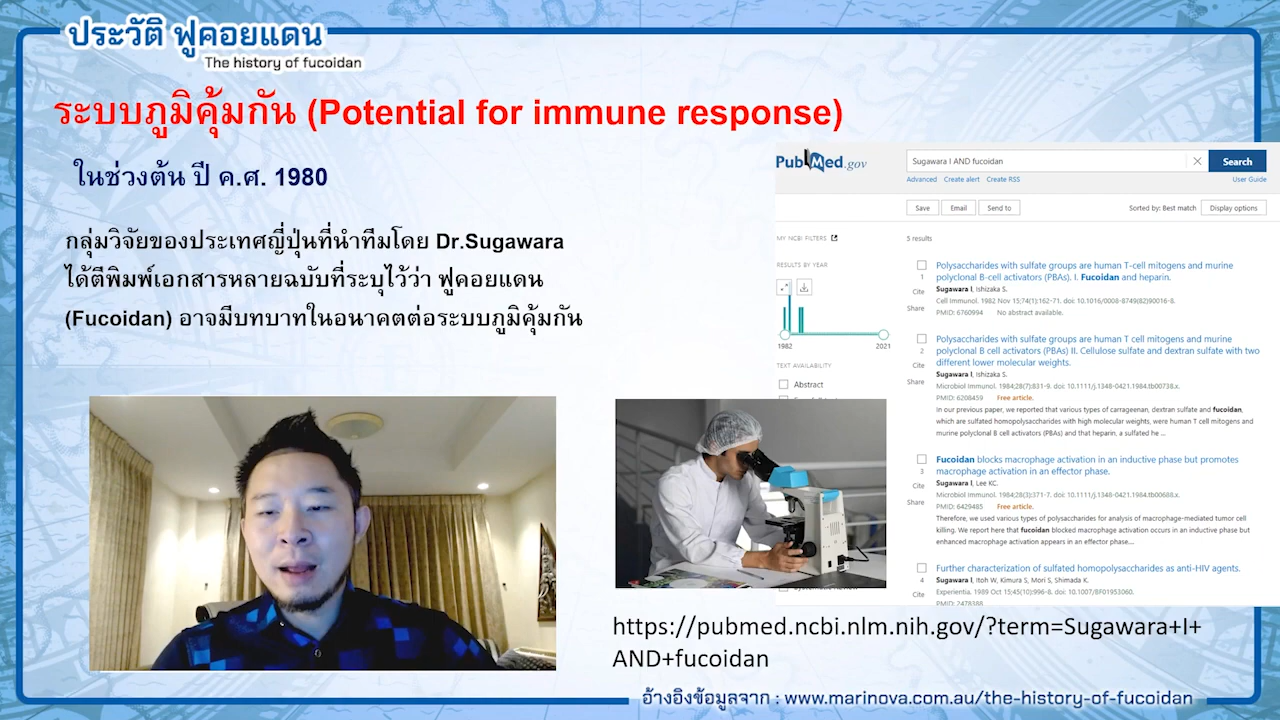 ประวัติ ฟูคอยแดน
The history of fucoidan
ระบบภูมิคุ้มกัน (Potential for immune response)
ในช่วงต้น ปี ค.ศ. 1980
กลุ่มวิจัยของประเทศญี่ปุ่นที่นำทีมโดย Dr.Sugawara
ได้ตีพิมพ์เอกสารหลายฉบับที่ระบุไว้ว่า ฟูคอยแดน
(Fucoidan) อาจมีบทบาทในอนาคตต่อระบบภูมิคุ้มกัน
PubMed.gov
Sugawara I AND fucoidan
Search
Advanced Create alert Create RSS
User Guide
Save Email Send to
Sorted by: Best match Display options
MY NCBI FILTERS
5 results
RESULTS BY YEAR
1982 2021
TEXT AVAILABILITY
Abstract
1
Cite
Share
Polysaccharides with sulfate groups are human T-cell mitogens and murine
polyclonal B-cell activators (PBAs). I. Fucoidan and heparin.
Sugawara I, Ishizaka S.
Cell Immunol. 1982 Nov 15;74(1):162-71. doi: 10.1016/0008-8749(82)90016-8.
PMID: 6760994 No abstract available.
2
Cite
Share
Polysaccharides with sulfate groups are human T cell mitogens and murine
polyclonal B cell activators (PBAs) II. Cellulose sulfate and dextran sulfate with two
different lower molecular weights.
Sugawara I, Ishizaka S.
Microbiol Immunol. 1984;28(7):831-9. doi: 10.1111/j.1348-0421.1984.tb00738.x.
PMID: 6208459 Free article.
In our previous paper, we reported that various types of carrageenan, dextran sulfate and fucoidan,
which are sulfated homopolysaccharides with high molecular weights, were human T cell mitogens and
murine polyclonal B cell activators (PBAs) and that heparin, a sulfated he ...
3
Cite
Share
Fucoidan blocks macrophage activation in an inductive phase but promotes
macrophage activation in an effector phase.
Sugawara I, Lee KC.
Microbiol Immunol. 1984;28(3):371-7. doi: 10.1111/j.1348-0421.1984.tb00688.x.
PMID: 6429485 Free article.
Therefore, we used various types of polysaccharides for analysis of macrophage-mediated tumor cell
killing. We report here that fucoidan blocked macrophage activation occurs in an inductive phase but
enhanced macrophage activation appears in an effector phase....
4
Cite
Further characterization of sulfated homopolysaccharides as anti-HIV agents.
Sugawara I, Itoh W, Kimura S, Mori S, Shimada K.
Experientia. 1989 Oct 15;45(10):996-8. doi: 10.1007/BF01953060.
PMID: 2478388
https://pubmed.ncbi.nlm.nih.gov/?term=Sugawara+I+
AND+fucoidan
อ้างอิงข้อมูลจาก : www.marinova.com.au/the-history-of-fucoidan